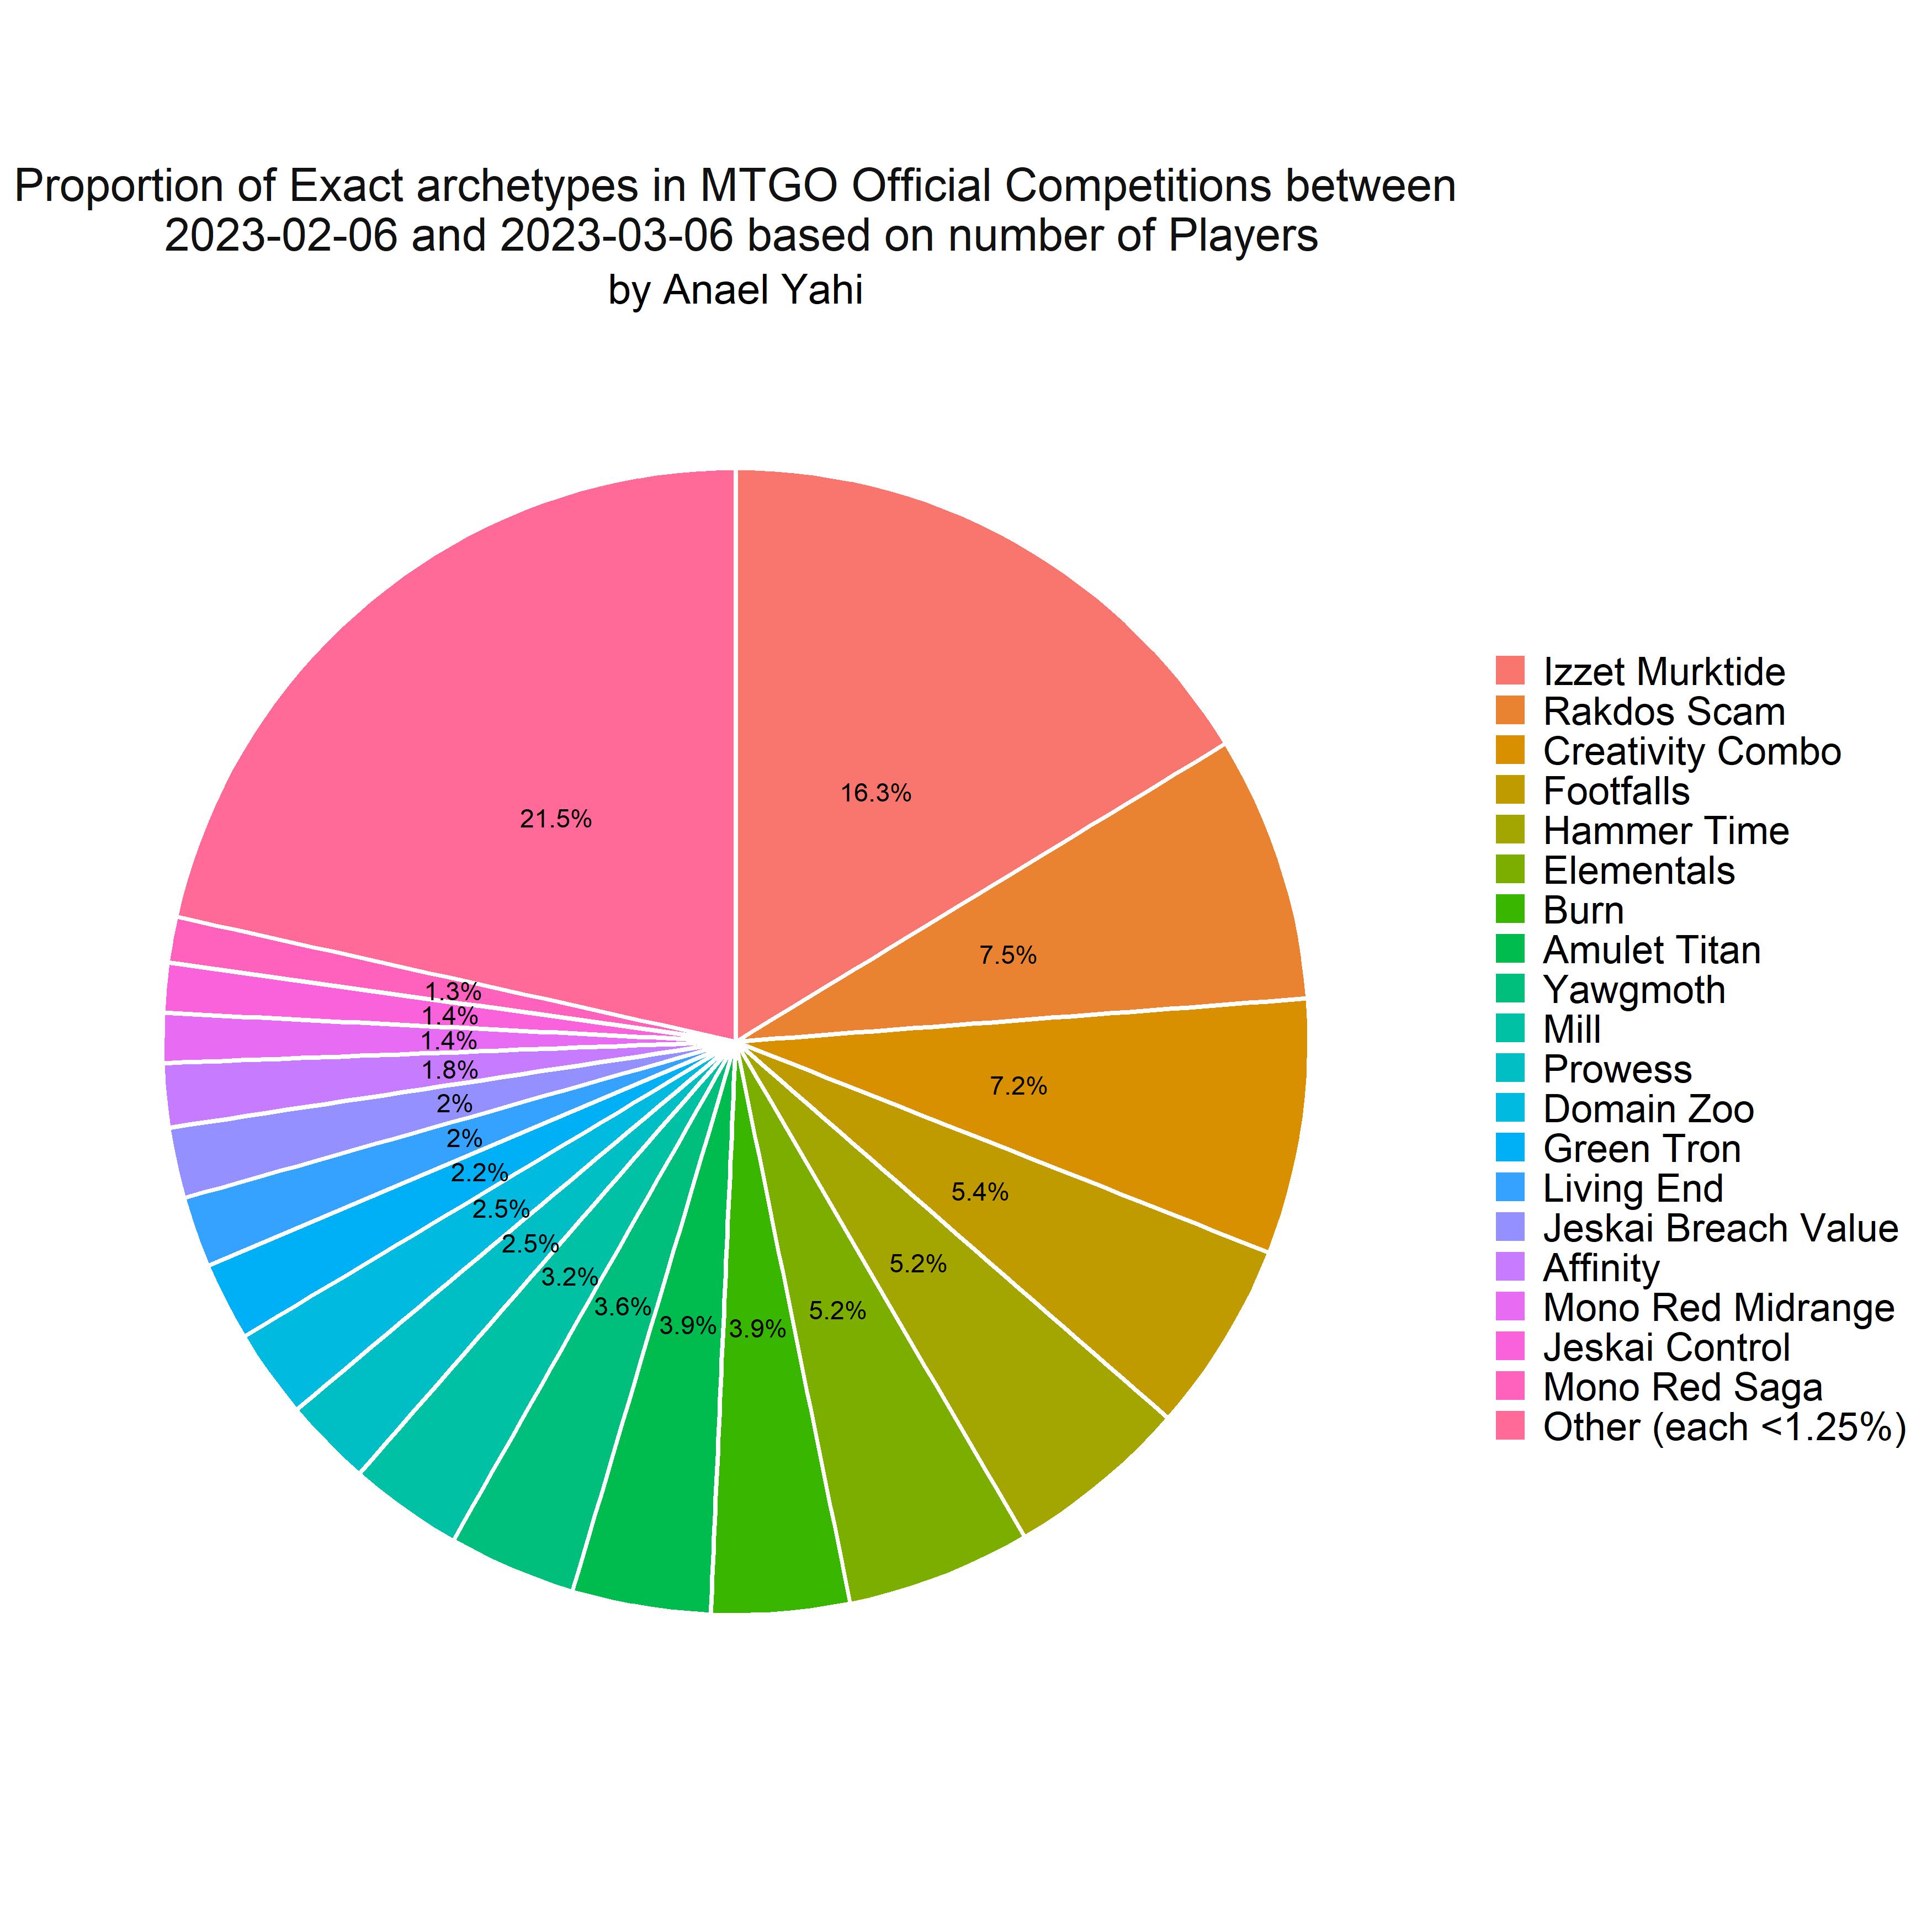 Proportion of Exact archetypes in MTGO Official Competitions between
2023-02-06 and 2023-03-06 based on number of Players
by Anael Yahi
16.3%
7.5%
7.2%
5.4%
5.2%
5.2%
3.9%
3.9%
3.6%
3.2%
2.5%
2.5%
2.2%
2%
2%
1.8%
1.4%
1.4%
1.3%
21.5%
Izzet Murktide
Rakdos Scam
Creativity Combo
Footfalls
Hammer Time
Elementals
Burn
Amulet Titan
Yawgmoth
Mill
Prowess
Domain Zoo
Green Tron
Living End
Jeskai Breach Value
Affinity
Mono Red Midrange
Jeskai Control
Mono Red Saga
Other (each <1.25%)